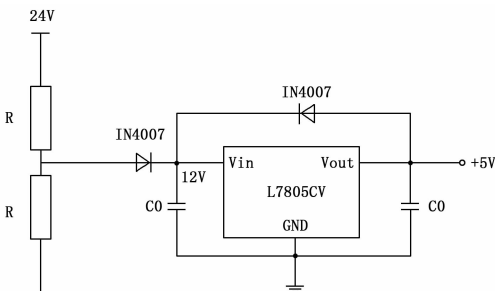 24V
IN4007
R
IN4007
Vin
Vout
+5V
12V
L7805CV
R
C0
C0
GND